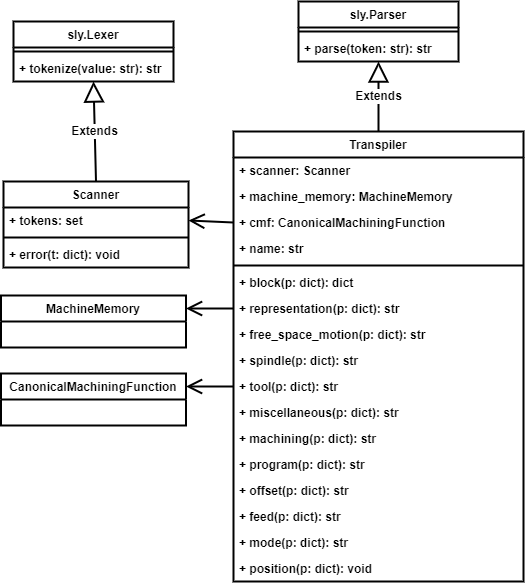 sly.Lexer
+ tokenize(value: str): str
sly.Parser
+ parse(token: str): str
Extends
Extends
Scanner
+ tokens: set
+ error(t: dict): void
MachineMemory
CanonicalMachiningFunction
Transpiler
+ scanner: Scanner
+ machine_memory: MachineMemory
+ cmf: CanonicalMachiningFunction
+ name: str
+ block(p: dict): dict
+ representation(p: dict): str
+ free_space_motion(p: dict): str
+ spindle(p: dict): str
+ tool(p: dict): str
+ miscellaneous(p: dict): str
+ machining(p: dict): str
+ program(p: dict): str
+ offset(p: dict): str
+ feed(p: dict): str
+ mode(p: dict): str
+ position(p: dict): void